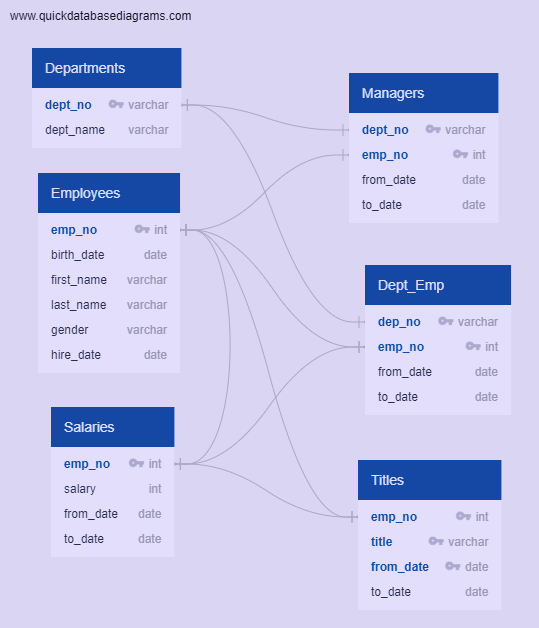 www.quickdatabasediagrams.com
Departments
dept_no varchar
dept_name varchar
Managers
dept_no varchar
emp_no int
from_date date
to_date date
Employees
emp_no int
birth_date date
first_name varchar
last_name varchar
gender varchar
hire_date date
Dept_Emp
dep_no varchar
emp_no int
from_date date
to_date date
Salaries
emp_no int
salary int
from_date date
to_date date
Titles
emp_no int
title varchar
from_date date
to_date date